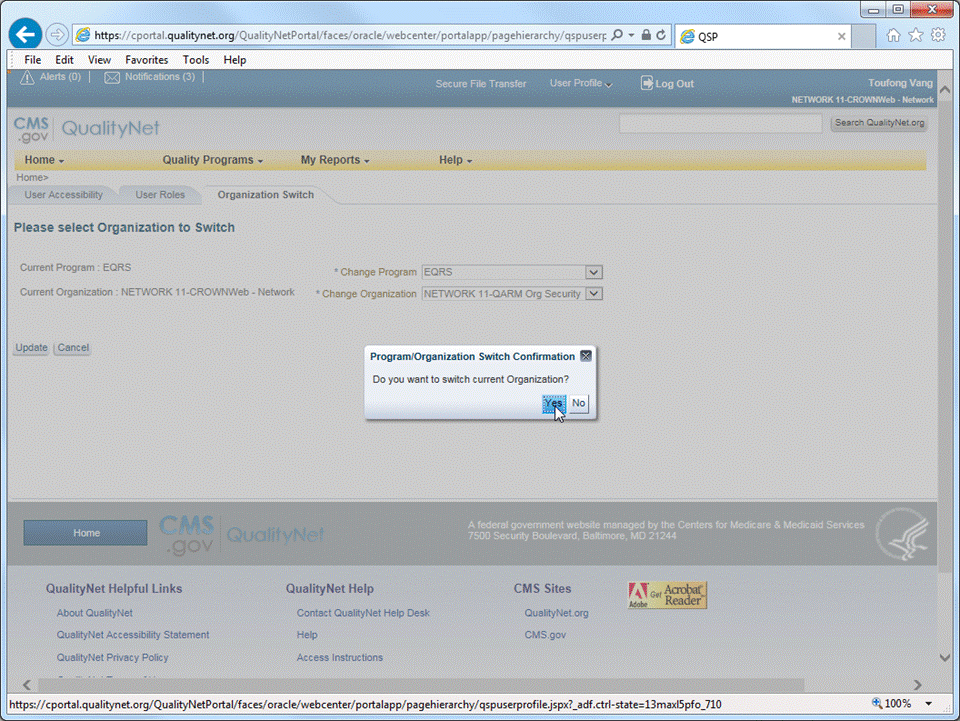 https://cportal.qualitynet.org/QualityNetPortal/faces/oracle/webcenter/portalapp/pagehierarchy/qspuserp
QSP
File Edit View Favorites Tools Help
Alerts (0) | Notifications (3) |
Secure File Transfer User Profile Log Out
Toufong Vang
NETWORK 11-CROWNWeb - Network
CMS
.gov
QualityNet
Search QualityNet.org
Home Quality Programs My Reports Help
Home>
User Accessibility User Roles Organization Switch
Please select Organization to Switch
Current Program : EQRS
* Change Program EQRS
Current Organization : NETWORK 11-CROWNWeb - Network
* Change Organization NETWORK 11-QARM Org Security
Update Cancel
Program/Organization Switch Confirmation
Do you want to switch current Organization?
Yes No
Home
CMS
.gov
QualityNet
A federal government website managed by the Centers for Medicare & Medicaid Services
7500 Security Boulevard, Baltimore, MD 21244
QualityNet Helpful Links
About QualityNet
QualityNet Accessibility Statement
QualityNet Privacy Policy
QualityNet Help
Contact QualityNet Help Desk
Help
Access Instructions
CMS Sites
QualityNet.org
CMS.gov
Adobe
Get Acrobat
Reader
https://cportal.qualitynet.org/QualityNetPortal/faces/oracle/webcenter/portalapp/pagehierarchy/qspuserprofile.jspx?_adf.ctrl-state=13maxl5pfo_710
100%